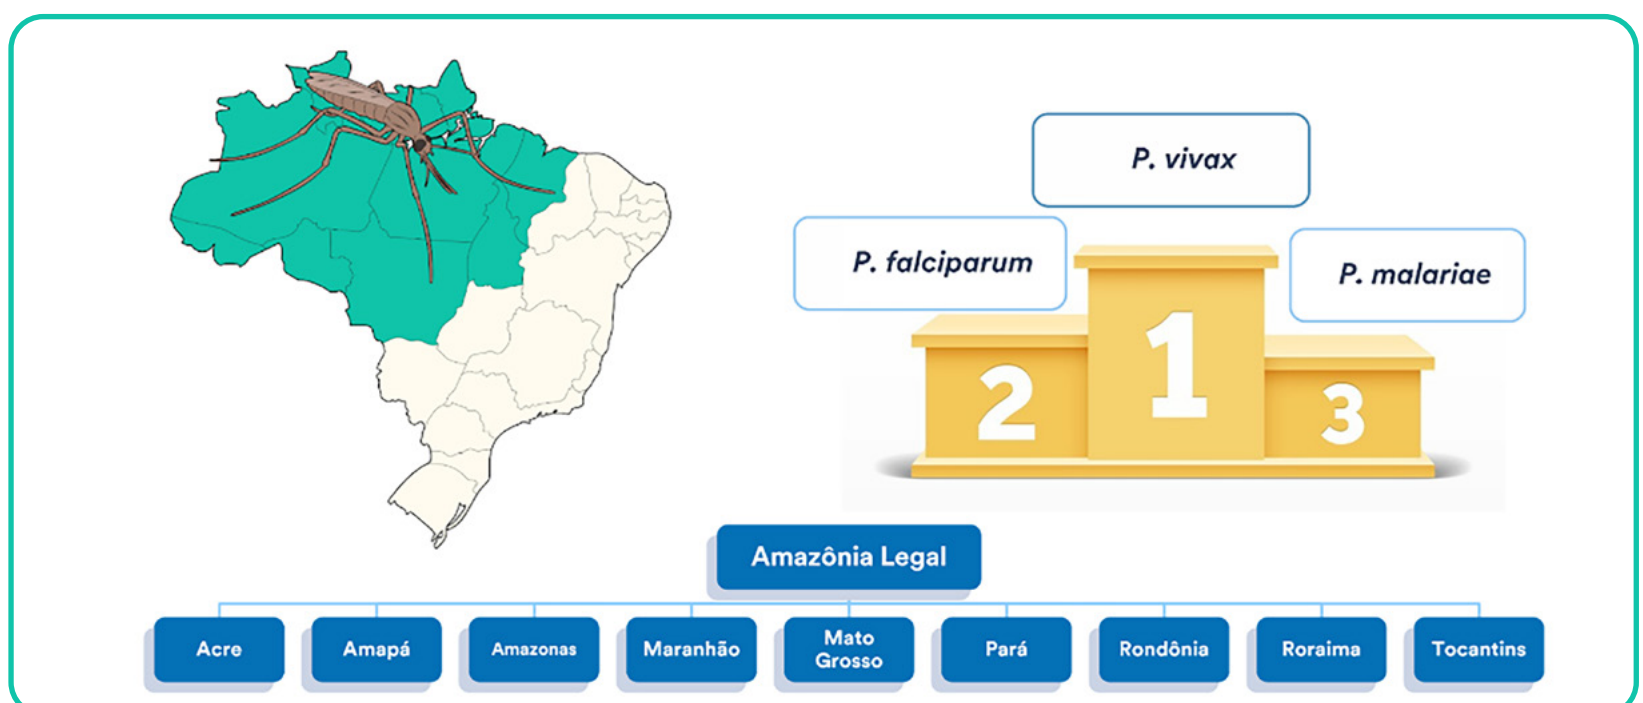 P. vivax
P. falciparum
P. malariae
1
2
3
Amazônia Legal
Acre
Amapá
Amazonas
Maranhão
Mato
Grosso
Pará
Rondônia
Roraima
Tocantins